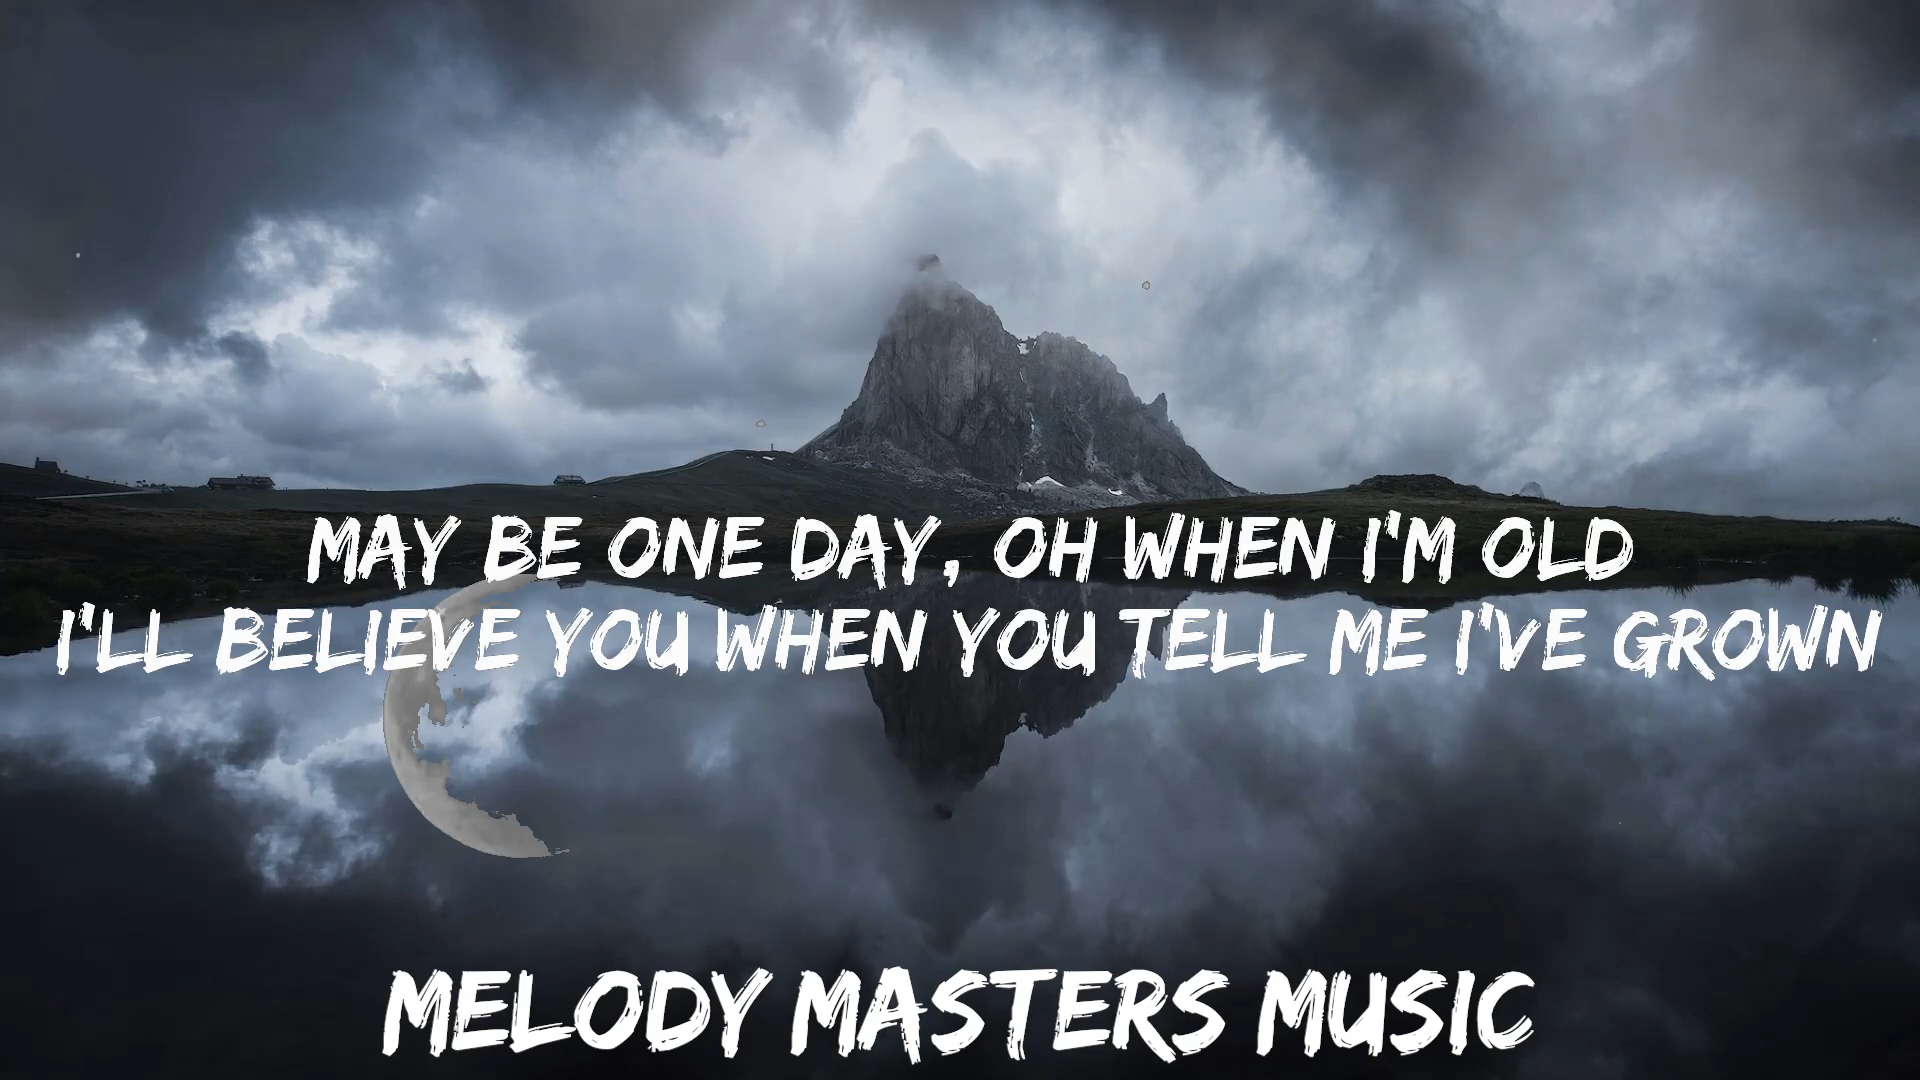 MAY BE ONE DAY, OH WHEN I'M OLD
I'LL BELIEVE YOU WHEN YOU TELL ME I'VE GROWN
MELODY MASTERS MUSIC